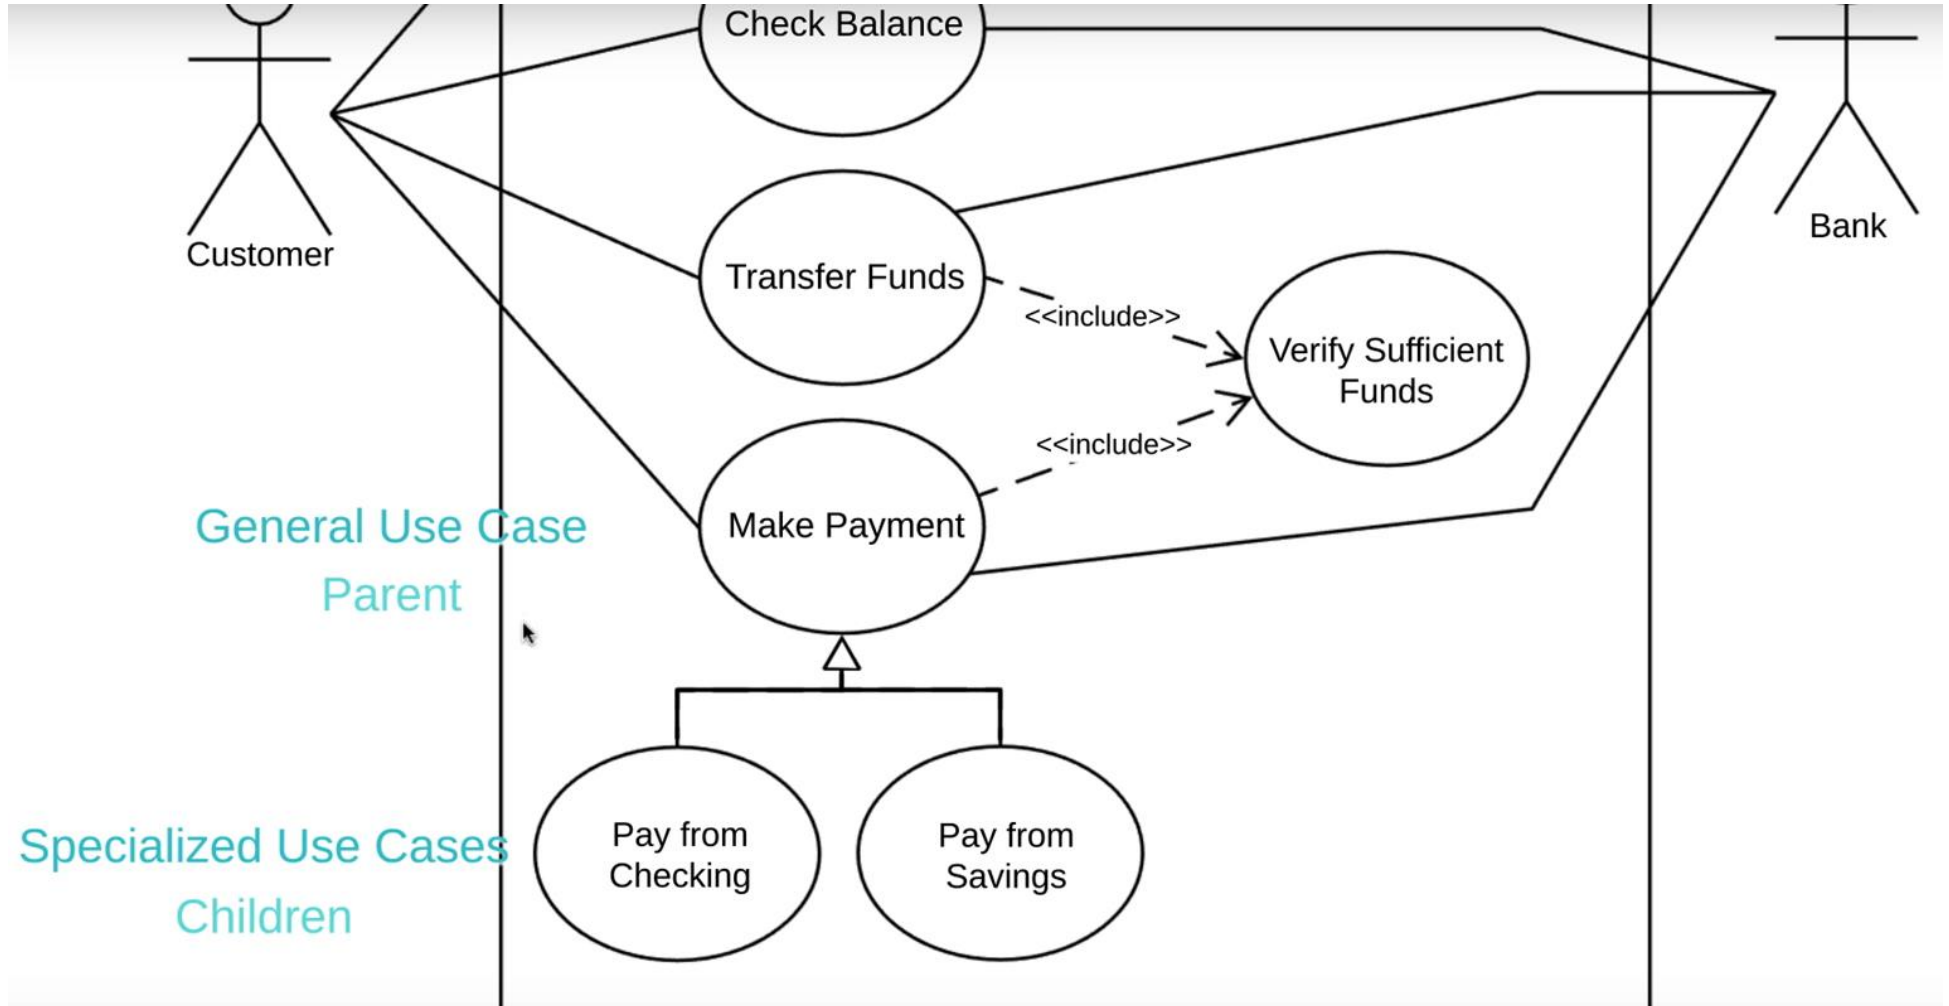 Check Balance
Customer
Bank
Transfer Funds
<<include>>
Verify Sufficient
Funds
<<include>>
Make Payment
General Use Case
Parent
Pay from
Checking
Pay from
Savings
Specialized Use Cases
Children